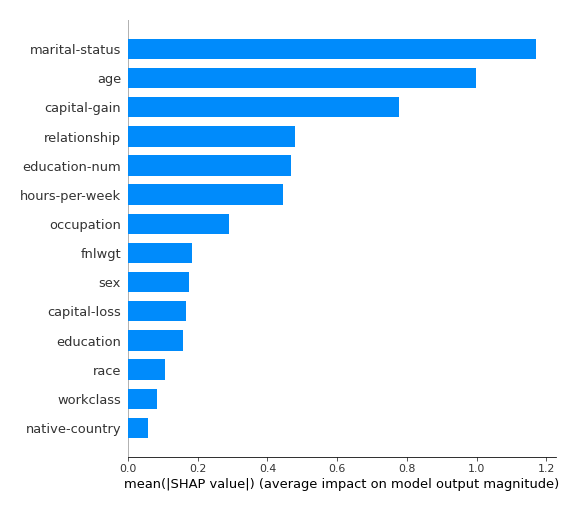 marital-status
age
capital-gain
relationship
education-num
hours-per-week
occupation
fnlwgt
sex
capital-loss
education
race
workclass
native-country
0.0 0.2 0.4 0.6 0.8 1.0 1.2
mean(|SHAP value|) (average impact on model output magnitude)